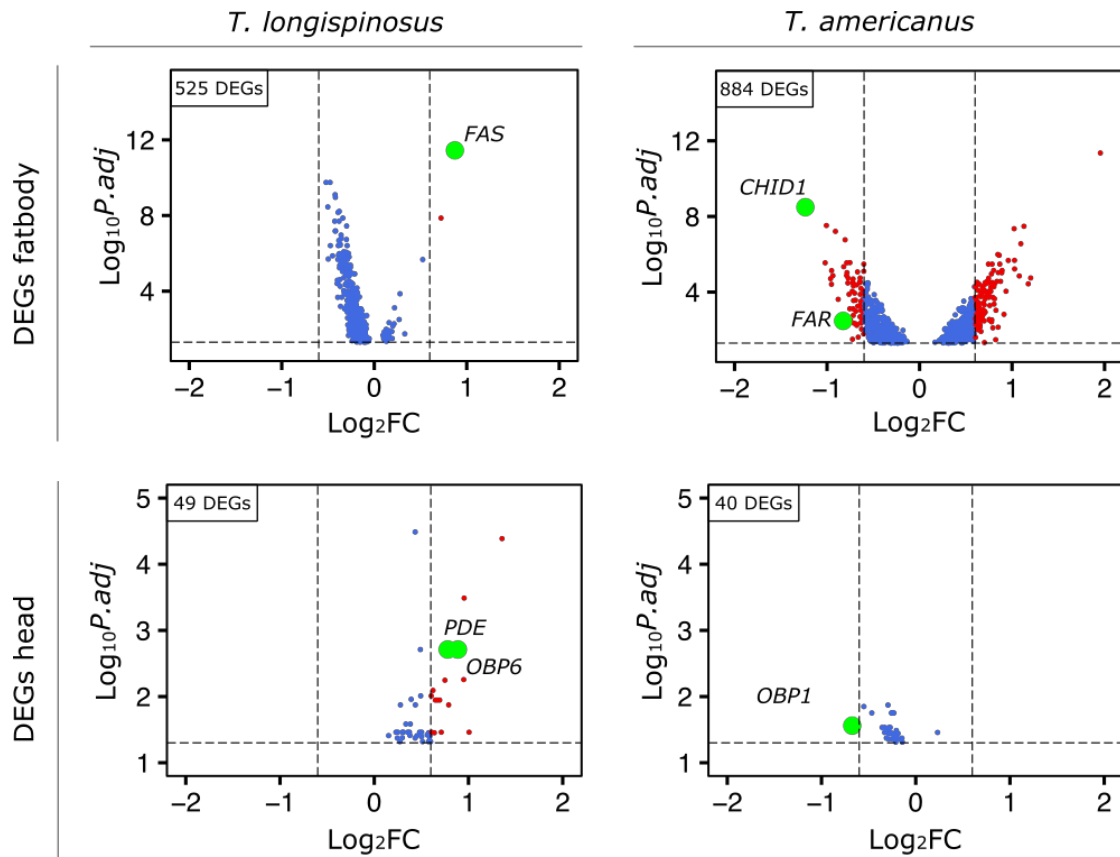 T. longispinosus
T. americanus
DEGs fatbody
525 DEGs
FAS
Log10P.adj
12
8
4
−2 −1 0 1 2
Log2FC
884 DEGs
CHID1
FAR
Log10P.adj
12
8
4
−2 −1 0 1 2
Log2FC
DEGs head
49 DEGs
PDE
OBP6
Log10P.adj
5
4
3
2
1
−2 −1 0 1 2
Log2FC
40 DEGs
OBP1
Log10P.adj
5
4
3
2
1
−2 −1 0 1 2
Log2FC